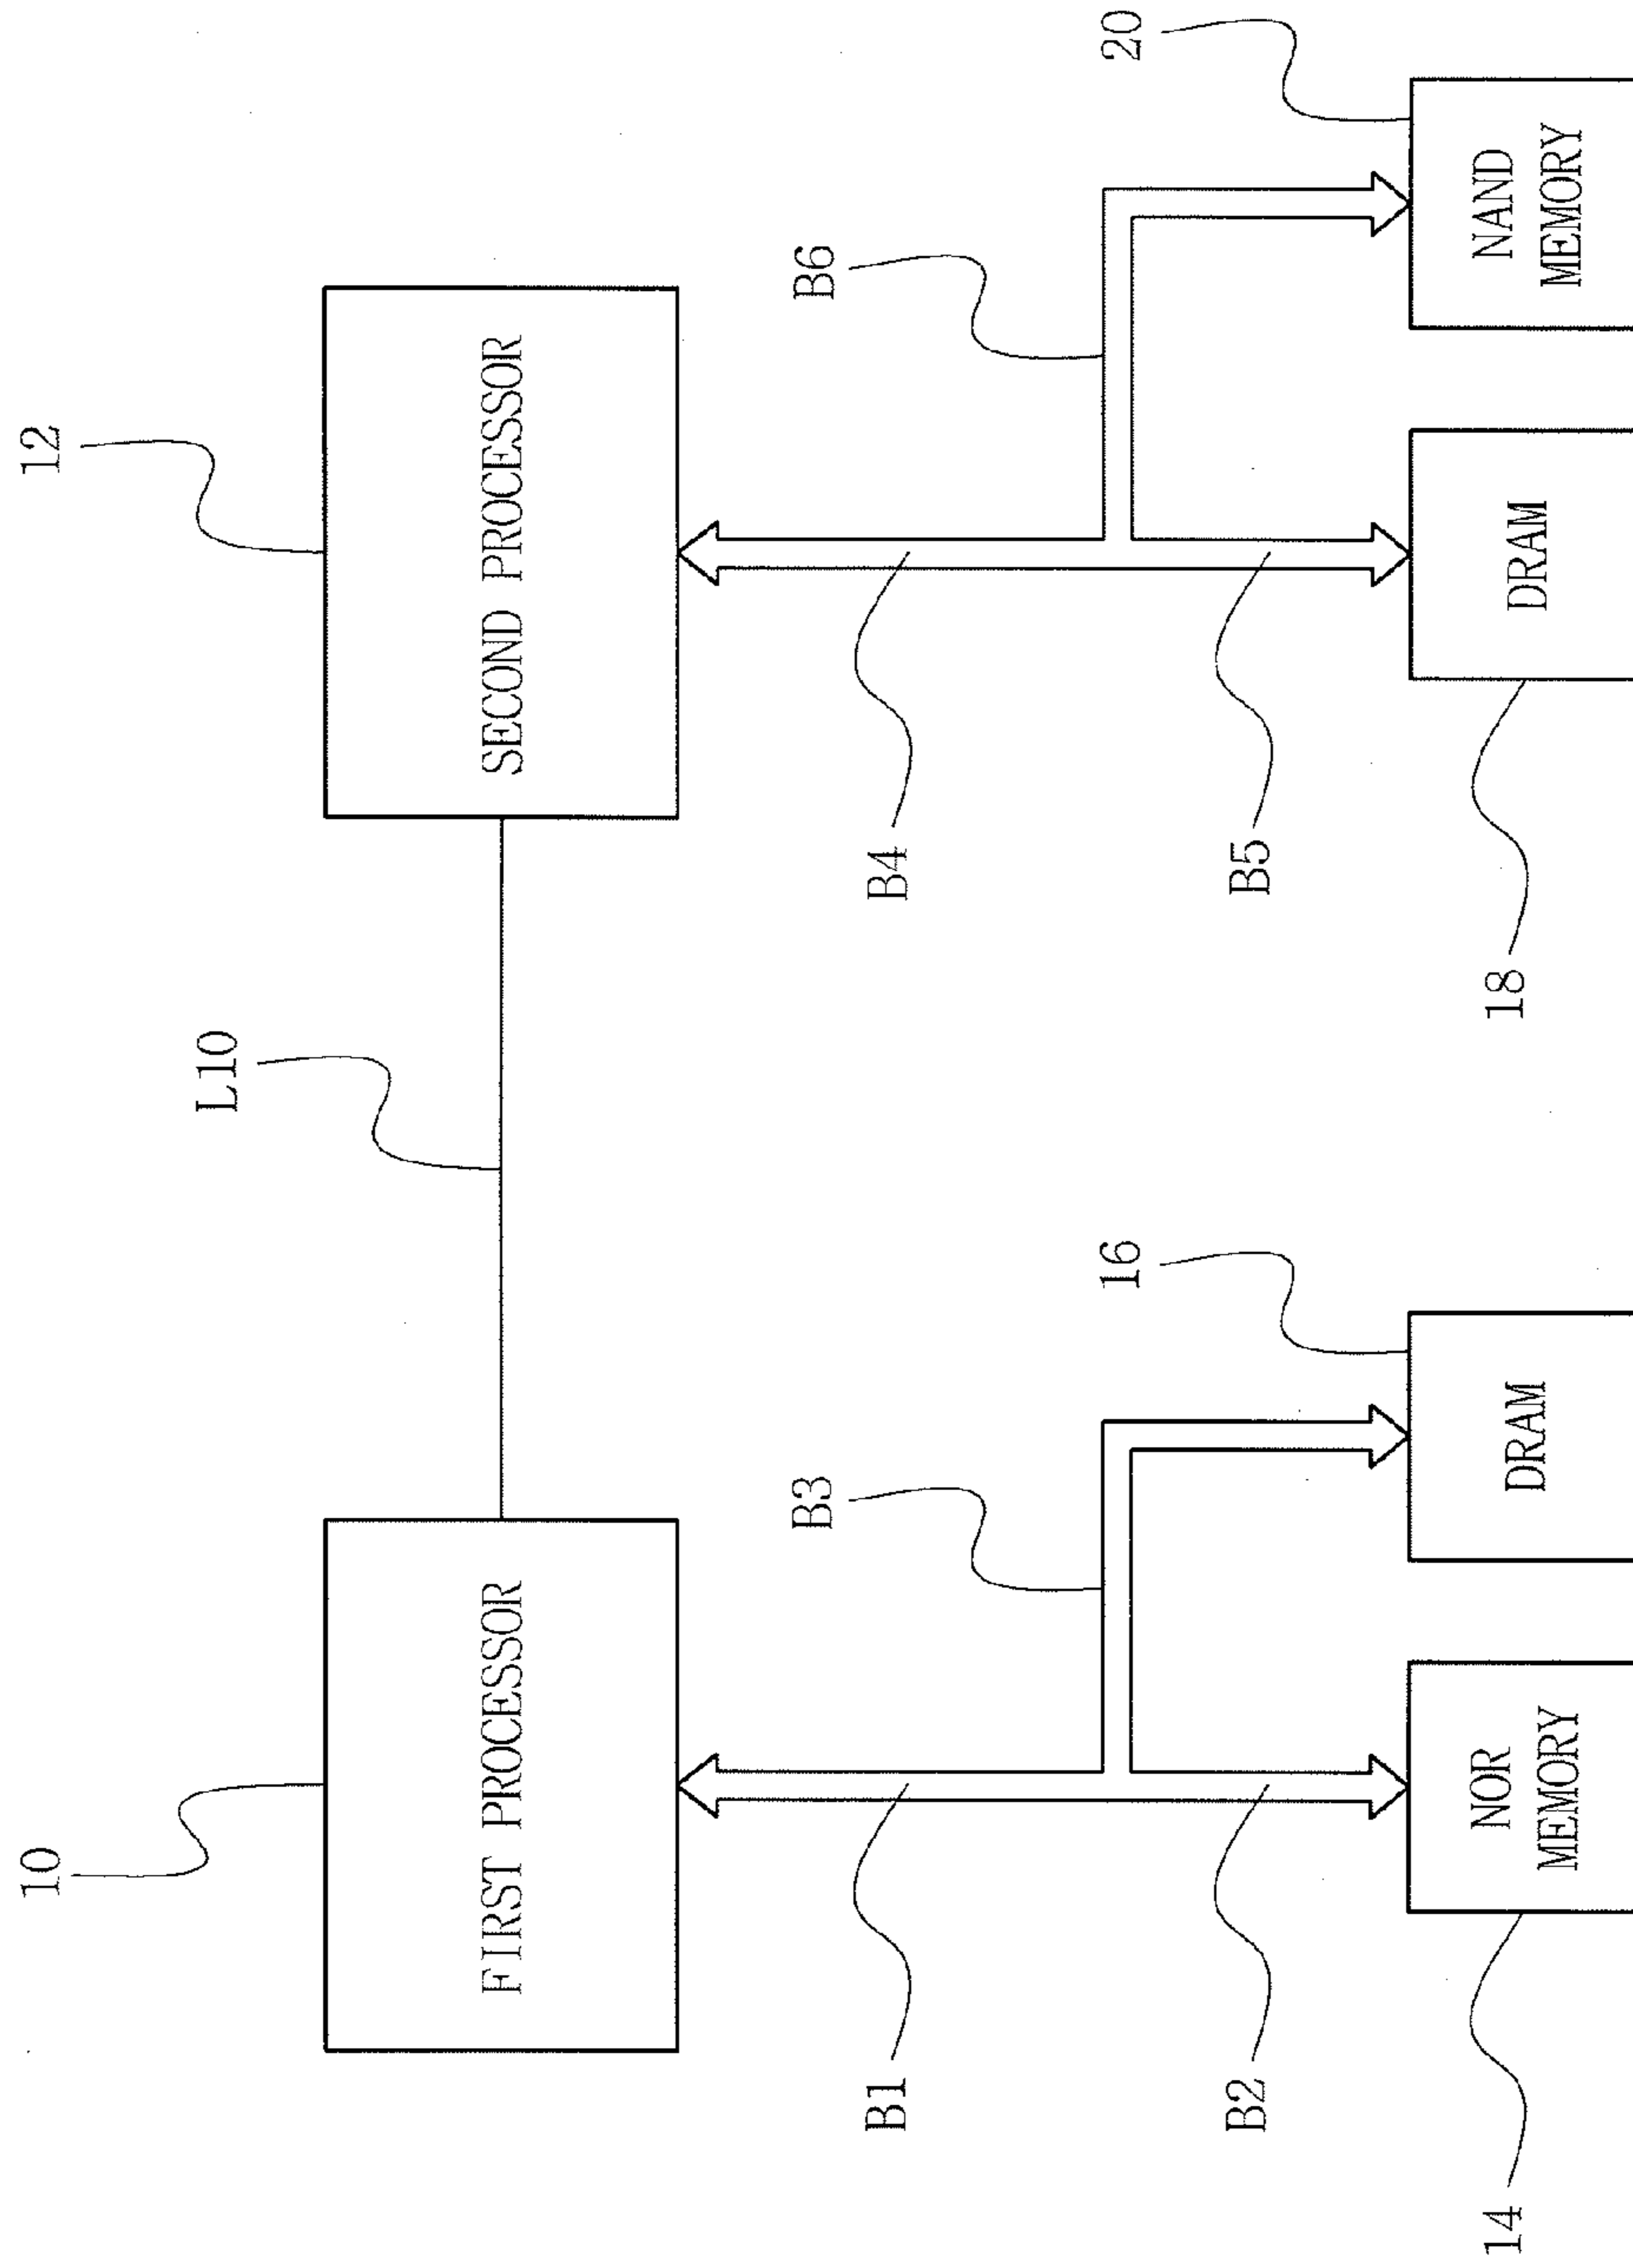 10
L10
12
FIRST PROCESSOR
SECOND PROCESSOR
B1
B3
B4
B6
B2
16
B5
20
14
NOR
MEMORY
DRAM
18
DRAM
NAND
MEMORY